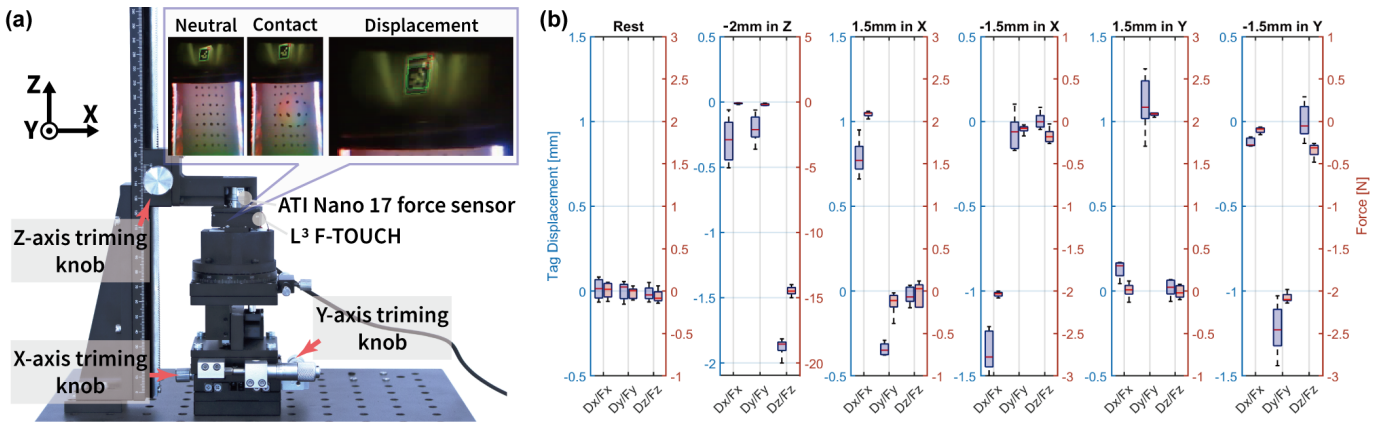 (a)
Neutral Contact Displacement
Z
X
Y
ATI Nano 17 force sensor
L³ F-TOUCH
Z-axis triming
knob
Y-axis triming
knob
X-axis triming
knob
(b)
Rest
-2mm in Z
1.5mm in X
-1.5mm in X
1.5mm in Y
-1.5mm in Y
Tag Displacement [mm]
Force [N]
1.5
1
0.5
0
-0.5
3
2.5
2
1.5
1
0.5
0
-0.5
-1
Dx/Fx
Dy/Fy
Dz/Fz
0.5
0
-0.5
-1
-1.5
-2
5
0
-5
-10
-15
-20
Dx/Fx
Dy/Fy
Dz/Fz
1.5
1
0.5
0
-0.5
3
2.5
2
1.5
1
0.5
0
-0.5
-1
Dx/Fx
Dy/Fy
Dz/Fz
0.5
0
-0.5
-1
-1.5
1
0.5
0
-0.5
-1
-1.5
-2
-2.5
-3
Dx/Fx
Dy/Fy
Dz/Fz
1.5
1
0.5
0
-0.5
3
2.5
2
1.5
1
0.5
0
-0.5
-1
Dx/Fx
Dy/Fy
Dz/Fz
0.5
0
-0.5
-1
-1.5
1
0.5
0
-0.5
-1
-1.5
-2
-2.5
-3
Dx/Fx
Dy/Fy
Dz/Fz